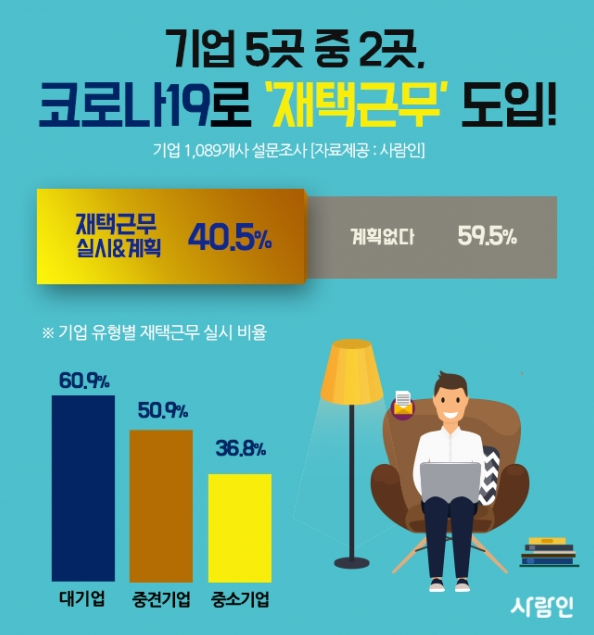 기업 5곳 중 2곳,
코로나19로 '재택근무' 도입!
기업 1,089개사 설문조사 [자료제공 : 사람인]
재택근무
실시&계획 40.5%
계획없다 59.5%
※ 기업 유형별 재택근무 실시 비율
60.9%
50.9%
36.8%
대기업 중견기업 중소기업
사람인